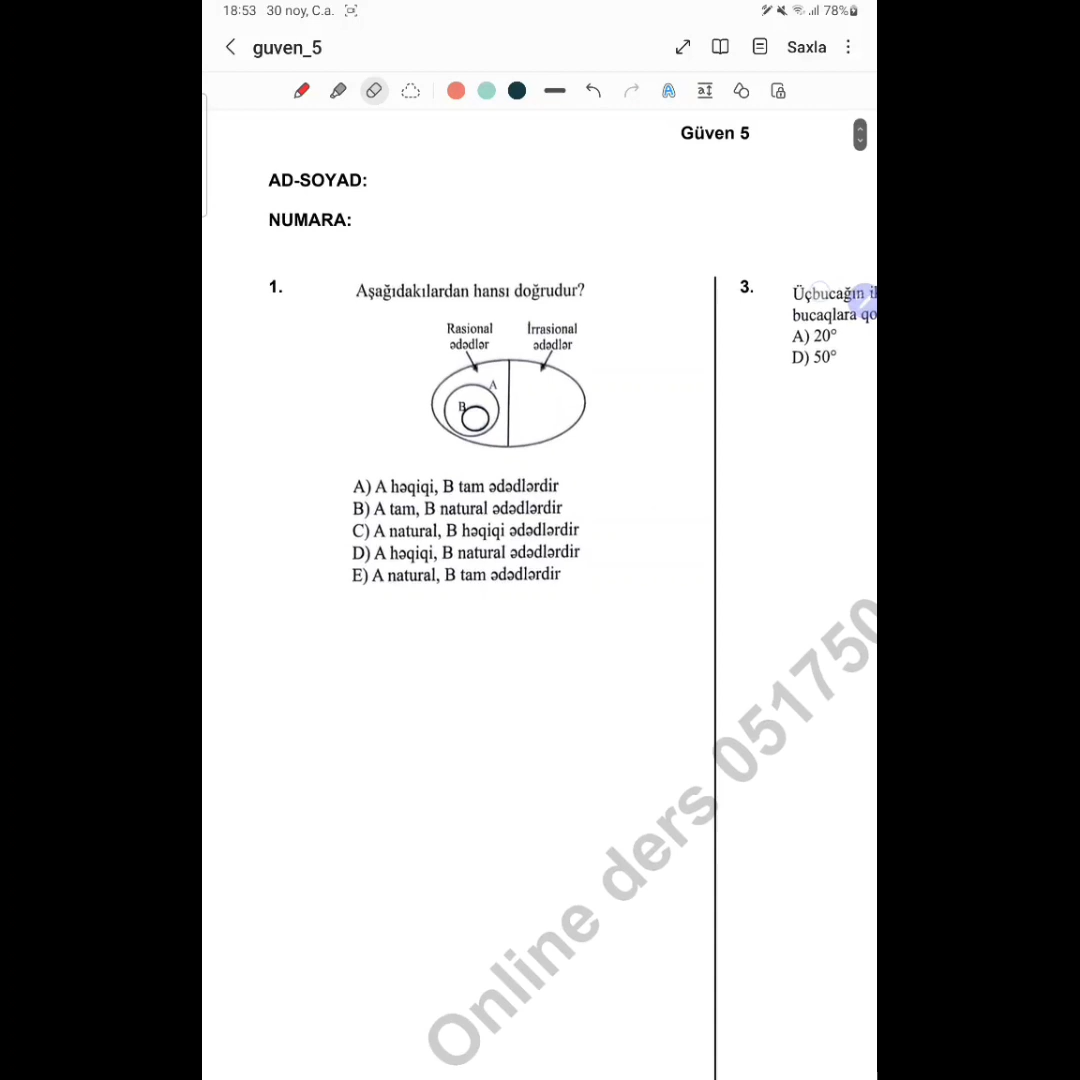 18:53 30 noy, C.a.
78%
guven_5
Saxla
Güven 5
AD-SOYAD:
NUMARA:
1.
Aşağıdakılardan hansı doğrudur?
Rasional
ədədlər
İrrasional
ədədlər
A
B
A) A həqiqi, B tam ədədlərdir
B) A tam, B natural ədədlərdir
C) A natural, B həqiqi ədədlərdir
D) A həqiqi, B natural ədədlərdir
E) A natural, B tam ədədlərdir
3.
Üçbucağın
bucaqlara
A) 20°
D) 50°
Online ders 051750